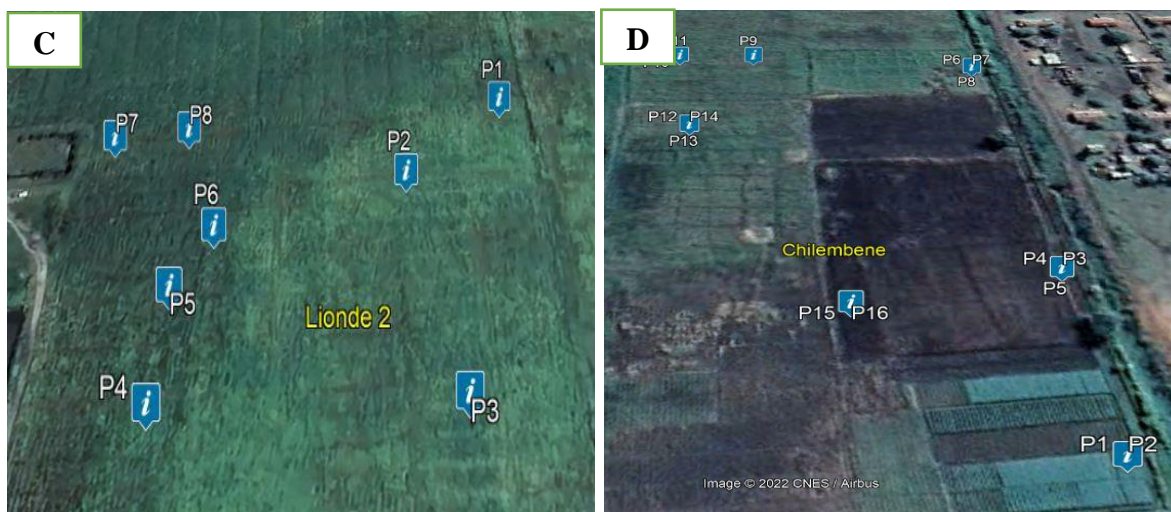 C
P1
P7 P8
P2
P6
P5
Lionde 2
P4
P3
D
11 P9
P6 P7
P8
P12 P14
P13
Chilembene
P4 P3
P5
P15 P16
P1 P2
Image © 2022 CNES / Airbus